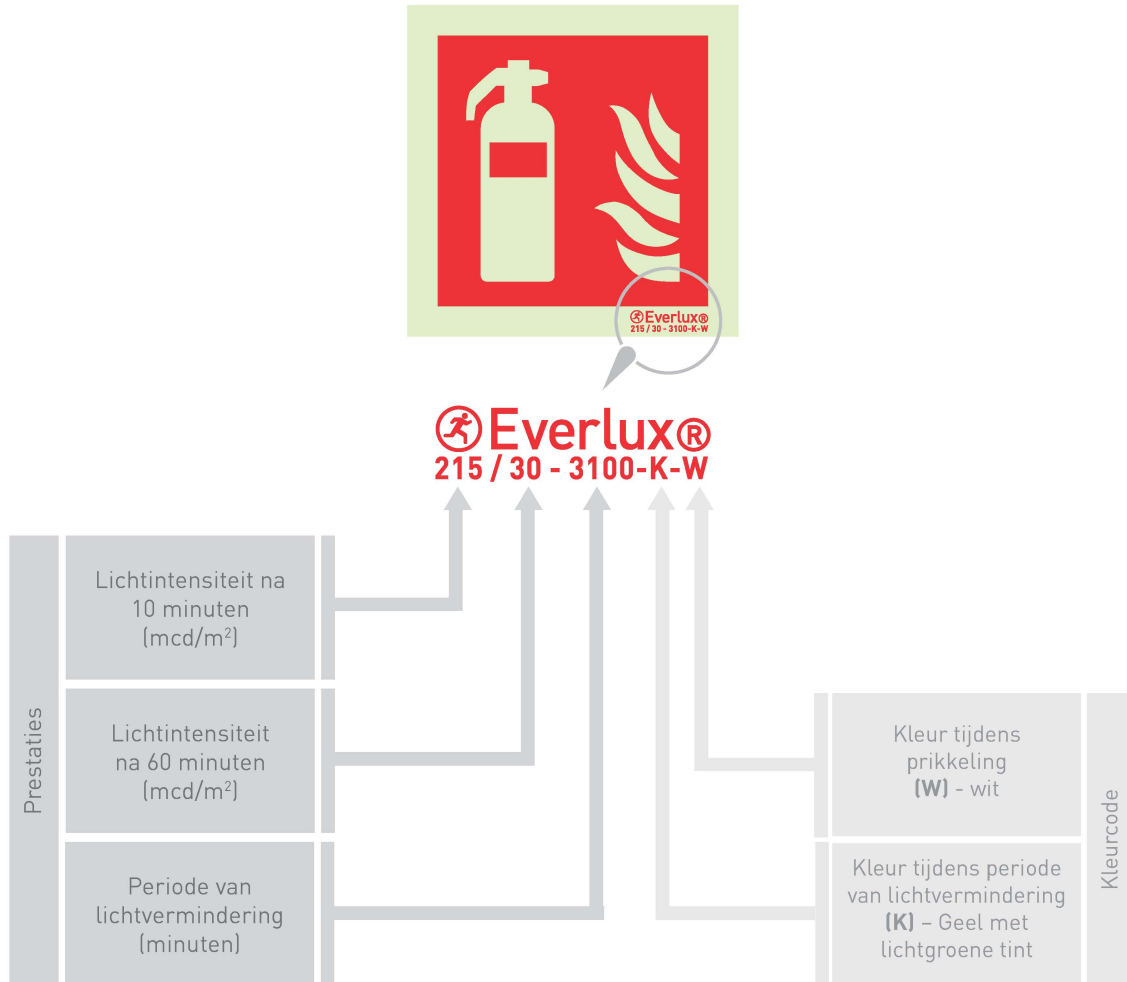 Everlux®
215 / 30 - 3100-K-W
Everlux®
215 / 30 - 3100-K-W
Prestaties
Lichtintensiteit na
10 minuten
(mcd/m²)
Lichtintensiteit
na 60 minuten
(mcd/m²)
Periode van
lichtvermindering
(minuten)
Kleur tijdens
prikkeling
(W) - wit
Kleur tijdens periode
van lichtvermindering
(K) – Geel met
lichtgroene tint
Kleurcode